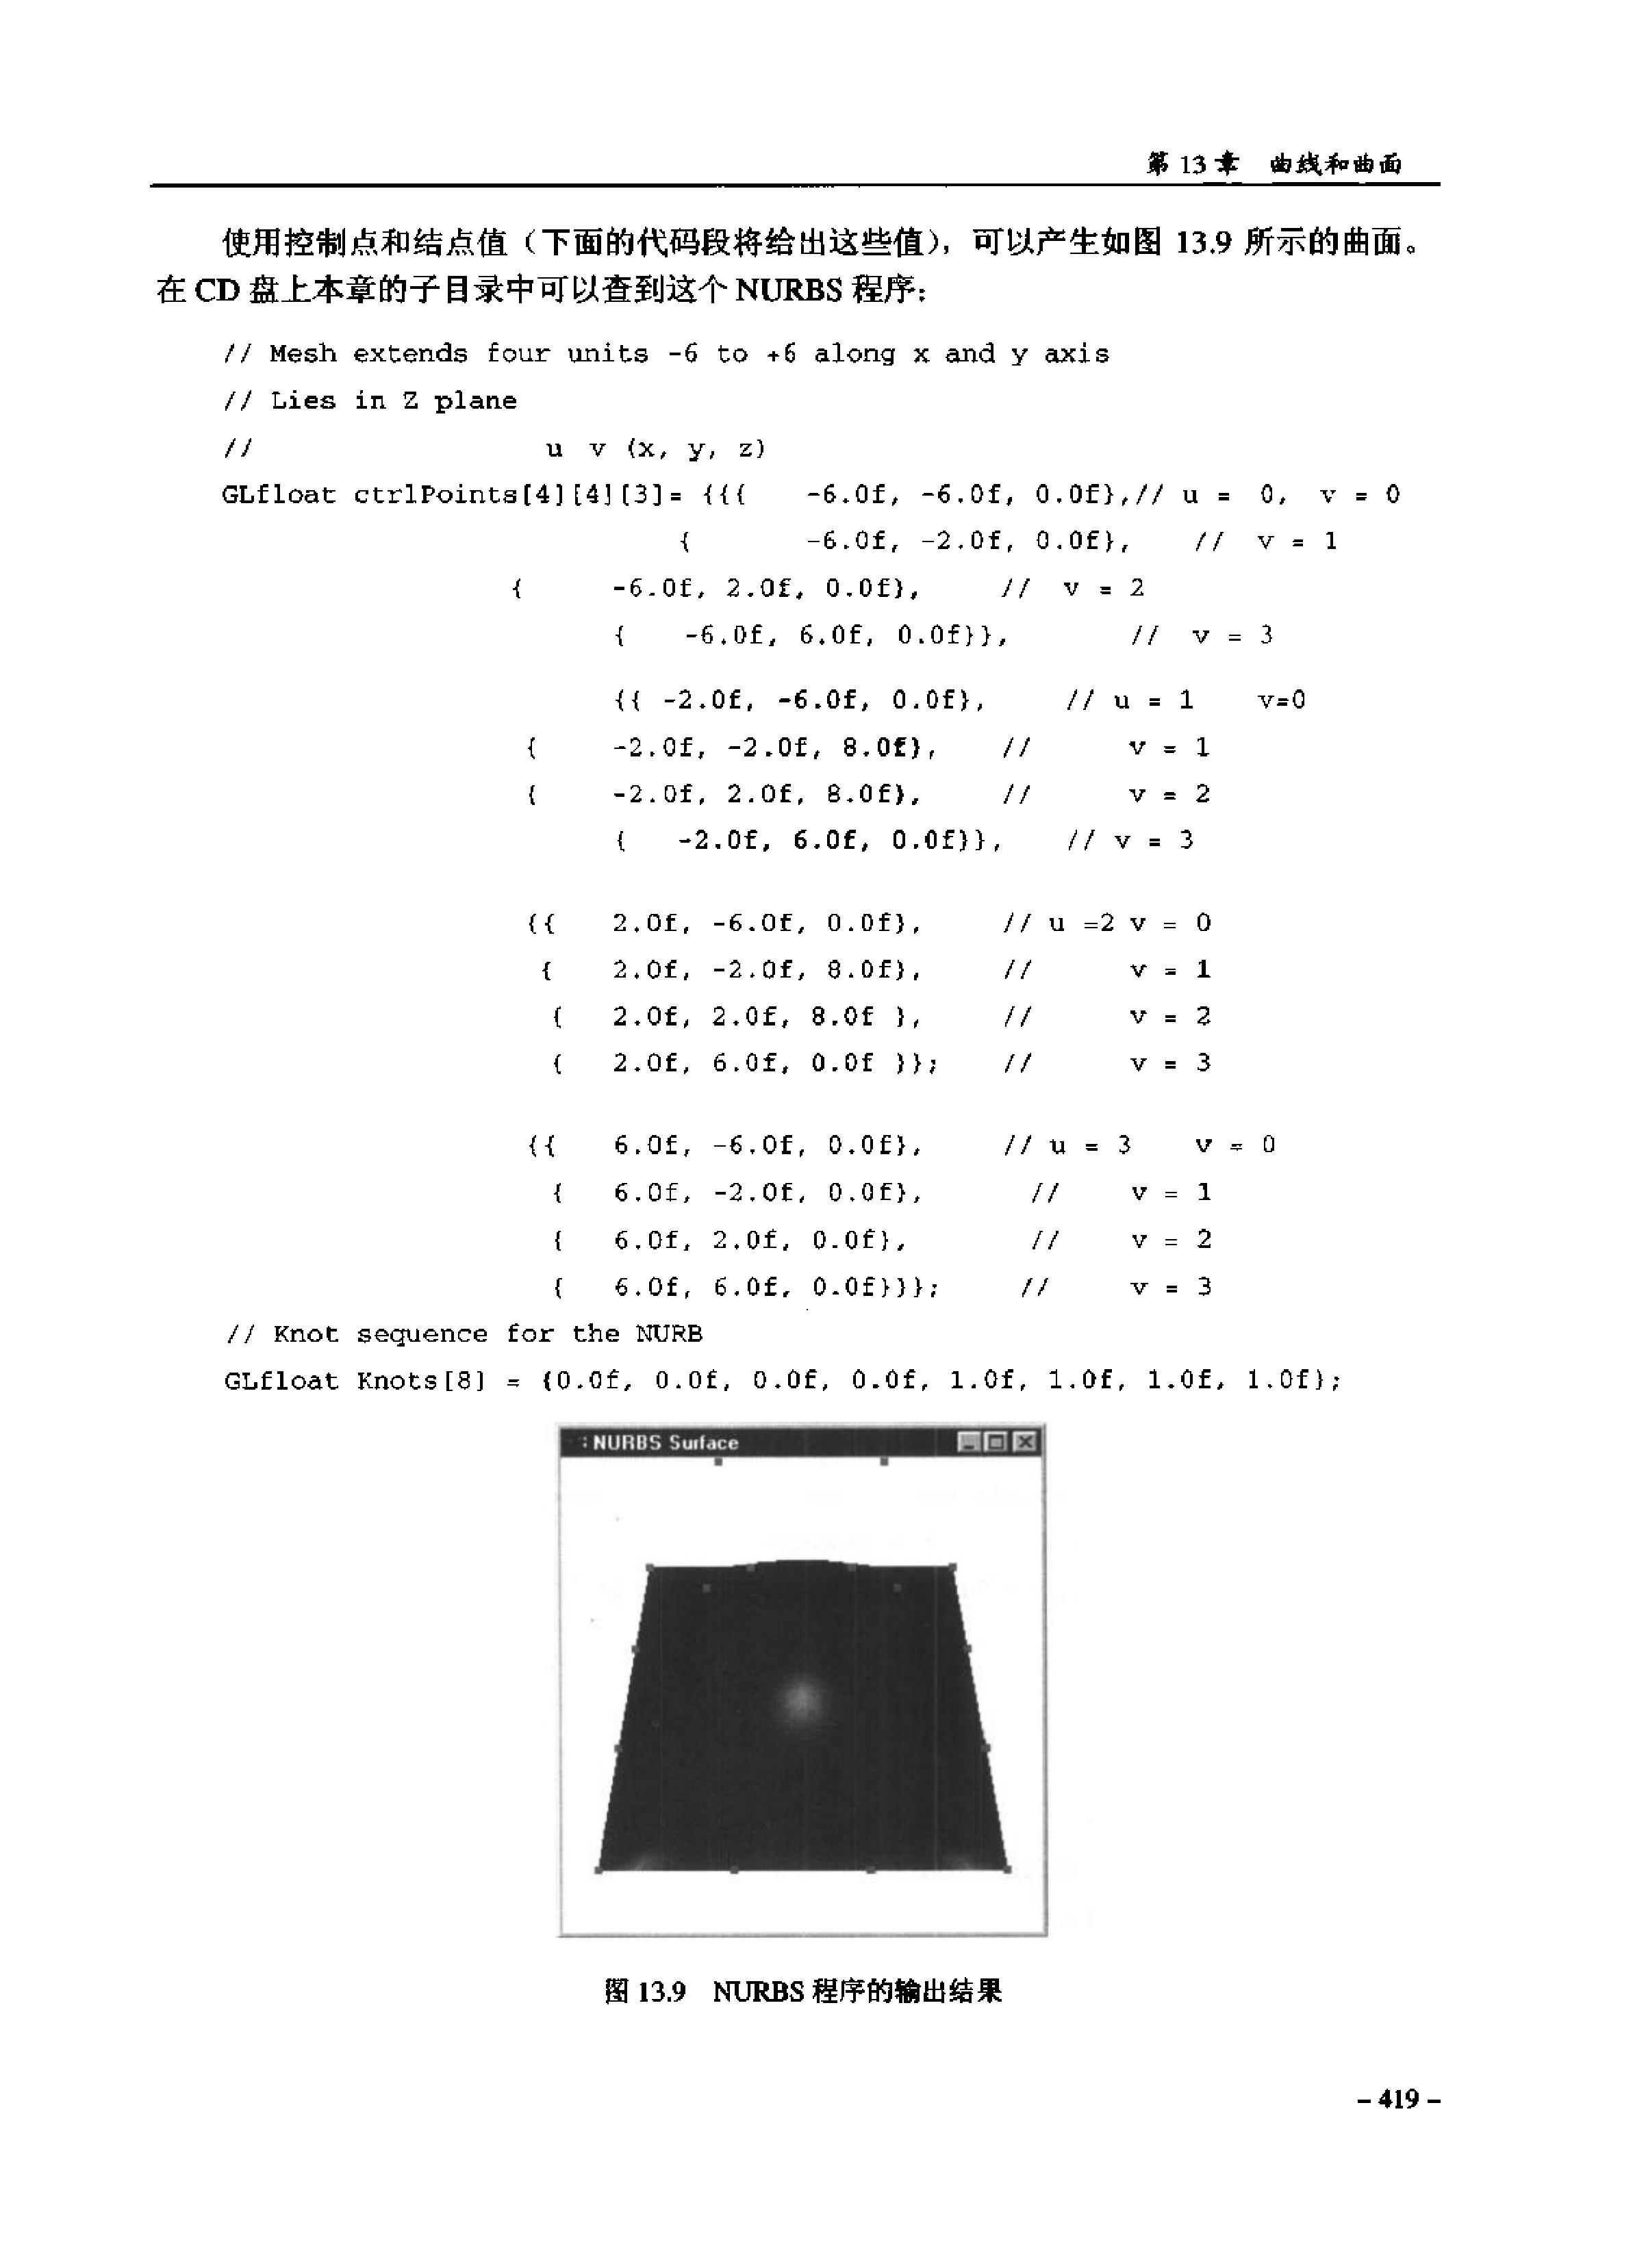 第 13 章 曲线和曲面
使用控制点和结点值（下面的代码段将给出这些值），可以产生如图 13.9 所示的曲面。
在 CD 盘上本章的子目录中可以查到这个 NURBS 程序：
// Mesh extends four units -6 to +6 along x and y axis
// Lies in Z plane
// u v (x, y, z)
GLfloat ctrlPoints[4][4][3]= {{{ -6.0f, -6.0f, 0.0f},// u = 0, v = 0
{ -6.0f, -2.0f, 0.0f}, // v = 1
{ -6.0f, 2.0f, 0.0f}, // v = 2
{ -6.0f, 6.0f, 0.0f}}, // v = 3
{{ -2.0f, -6.0f, 0.0f}, // u = 1 v=0
{ -2.0f, -2.0f, 8.0f}, // v = 1
{ -2.0f, 2.0f, 8.0f}, // v = 2
{ -2.0f, 6.0f, 0.0f}}, // v = 3
{{ 2.0f, -6.0f, 0.0f}, // u =2 v = 0
{ 2.0f, -2.0f, 8.0f}, // v = 1
{ 2.0f, 2.0f, 8.0f }, // v = 2
{ 2.0f, 6.0f, 0.0f }}; // v = 3
{{ 6.0f, -6.0f, 0.0f}, // u = 3 v = 0
{ 6.0f, -2.0f, 0.0f}, // v = 1
{ 6.0f, 2.0f, 0.0f}, // v = 2
{ 6.0f, 6.0f, 0.0f}}}; // v = 3
// Knot sequence for the NURB
GLfloat Knots[8] = {0.0f, 0.0f, 0.0f, 0.0f, 1.0f, 1.0f, 1.0f, 1.0f};
NURBS Surface
图 13.9 NURBS 程序的输出结果
- 419 -